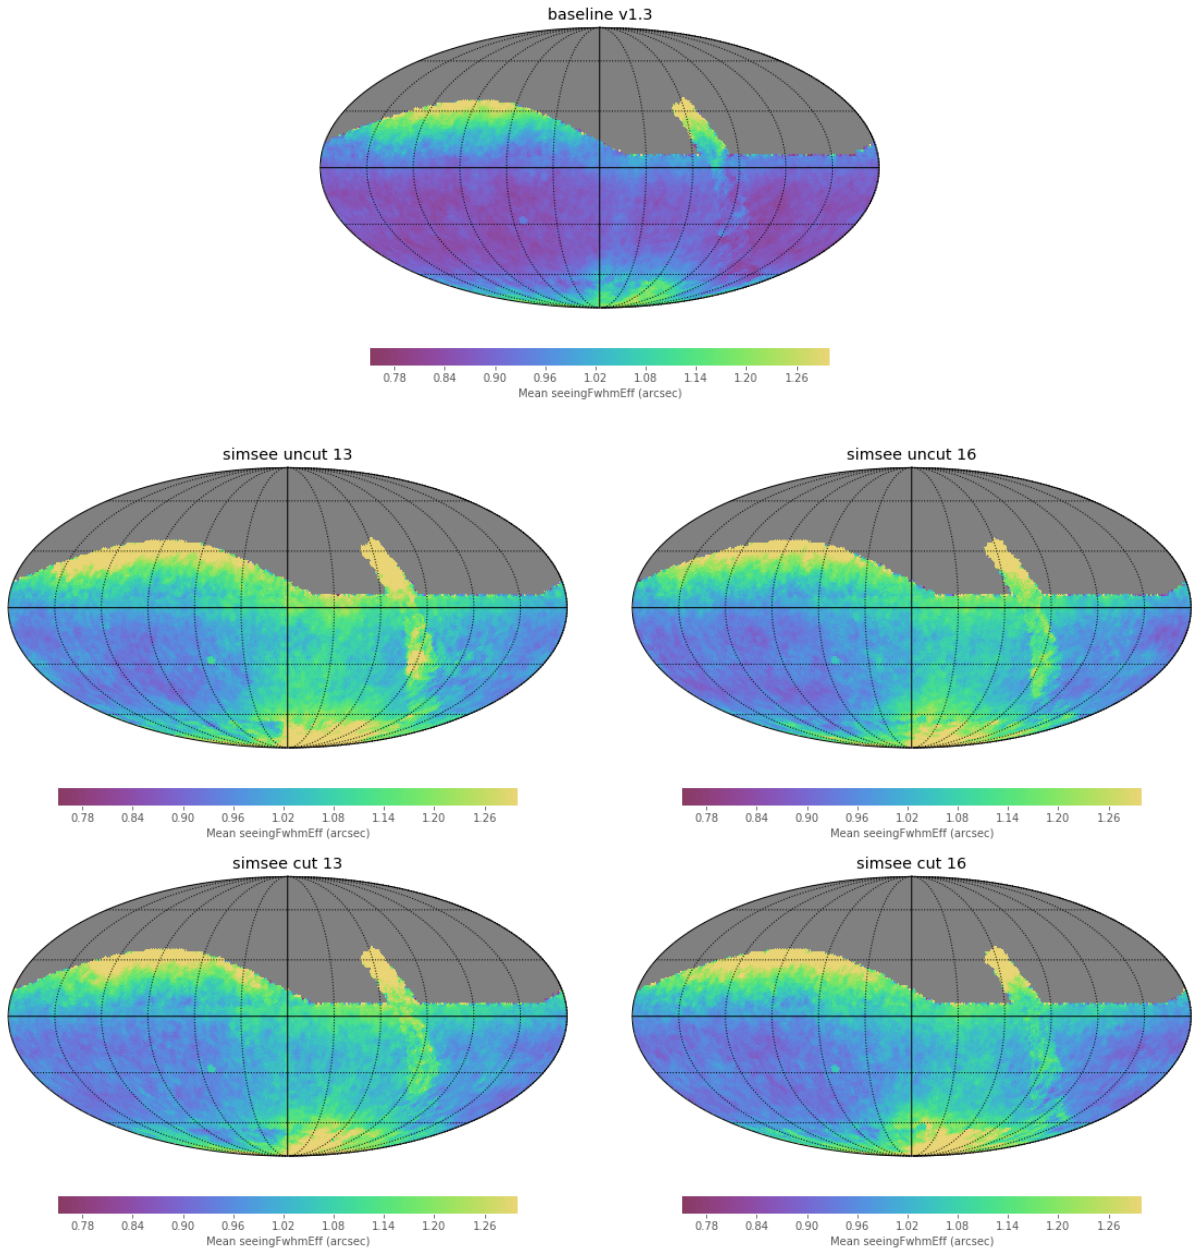 baseline v1.3
0.78 0.84 0.90 0.96 1.02 1.08 1.14 1.20 1.26
Mean seeingFwhmEff (arcsec)
simsee uncut 13
simsee uncut 16
0.78 0.84 0.90 0.96 1.02 1.08 1.14 1.20 1.26
Mean seeingFwhmEff (arcsec)
0.78 0.84 0.90 0.96 1.02 1.08 1.14 1.20 1.26
Mean seeingFwhmEff (arcsec)
simsee cut 13
simsee cut 16
0.78 0.84 0.90 0.96 1.02 1.08 1.14 1.20 1.26
Mean seeingFwhmEff (arcsec)
0.78 0.84 0.90 0.96 1.02 1.08 1.14 1.20 1.26
Mean seeingFwhmEff (arcsec)